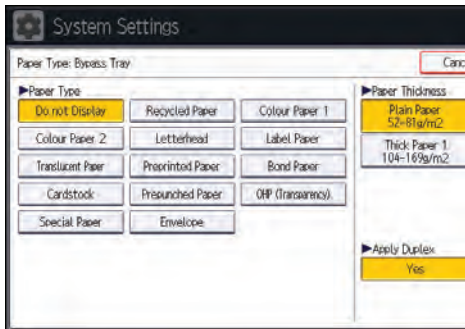 System Settings
Paper Type: Bypass Tray
Canc
►Paper Type
Do not Display
Recycled Paper
Colour Paper 1
Colour Paper 2
Letterhead
Label Paper
Translucent Paper
Preprinted Paper
Bond Paper
Cardstock
Prepunched Paper
OHP (Transparency)
Special Paper
Envelope
►Paper Thickness
Plain Paper
52-81g/m2
Thick Paper 1
104-169g/m2
►Apply Duplex
Yes